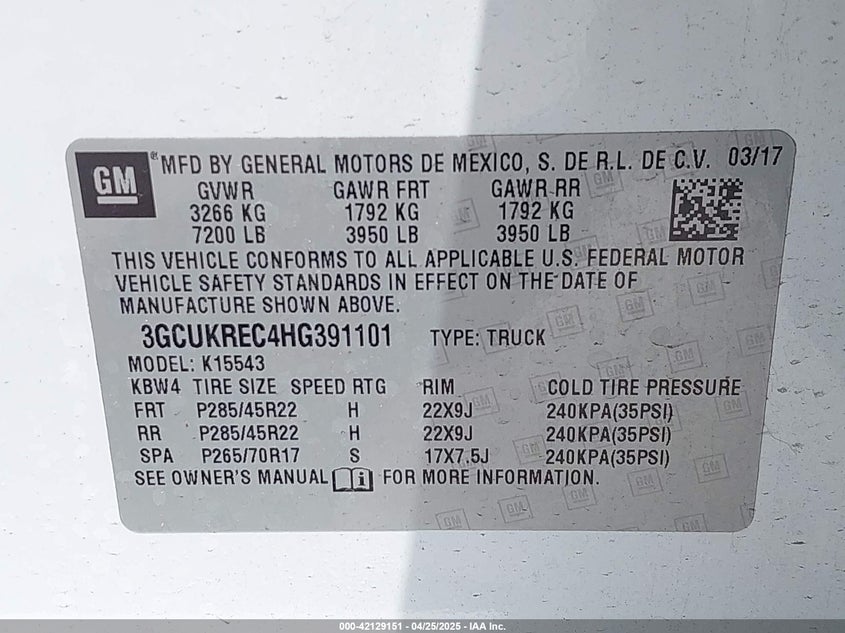 GM ® MFD BY GENERAL MOTORS DE MEXICO, S. DE R.L. DE C.V. 03/17
GVWR GAWR FRT GAWR RR
3266 KG 1792 KG 1792 KG
7200 LB 3950 LB 3950 LB
THIS VEHICLE CONFORMS TO ALL APPLICABLE U.S. FEDERAL MOTOR
VEHICLE SAFETY STANDARDS IN EFFECT ON THE DATE OF
MANUFACTURE SHOWN ABOVE.
3GCUKREC4HG391101 TYPE: TRUCK
MODEL: K15543
KBW4 TIRE SIZE SPEED RTG RIM COLD TIRE PRESSURE
FRT P285/45R22 H 22X9J 240KPA(35PSI)
RR P285/45R22 H 22X9J 240KPA(35PSI)
SPA P265/70R17 S 17X7.5J 240KPA(35PSI)
SEE OWNER'S MANUAL i FOR MORE INFORMATION.
000-42129151 - 04/25/2025 - IAA Inc.